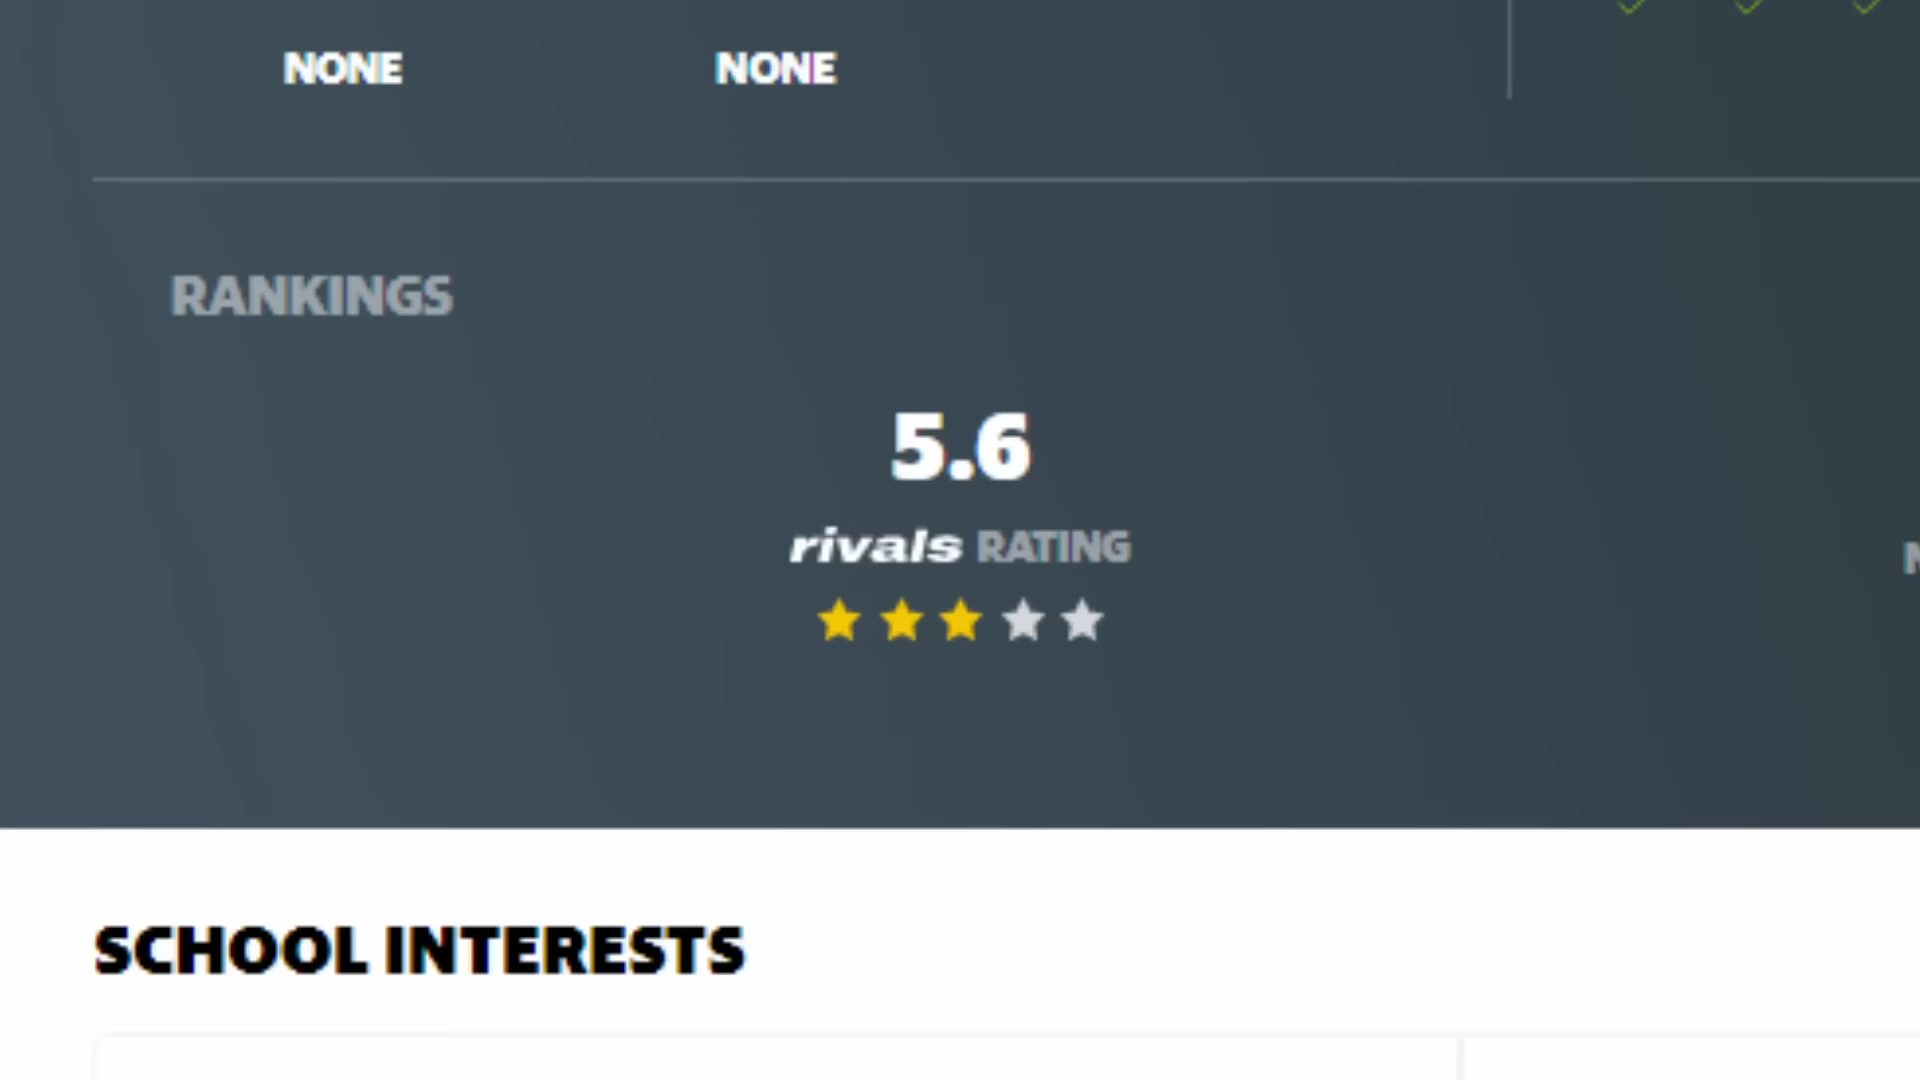 NONE NONE
RANKINGS
5.6
rivals RATING
SCHOOL INTERESTS